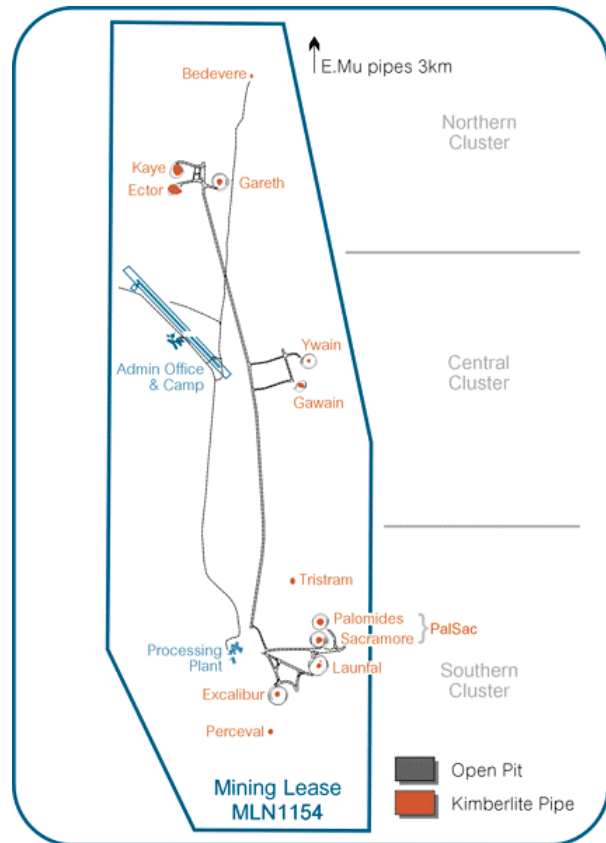 E.Mu pipes 3km
Bedevere
Northern
Cluster
Kaye
Ector
Gareth
Ywain
Admin Office
& Camp
Central
Cluster
Gawain
Tristram
Palomides
PalSac
Sacramore
Processing
Plant
Launfal
Southern
Cluster
Excalibur
Perceval
Open Pit
Mining Lease
MLN1154
Kimberlite Pipe